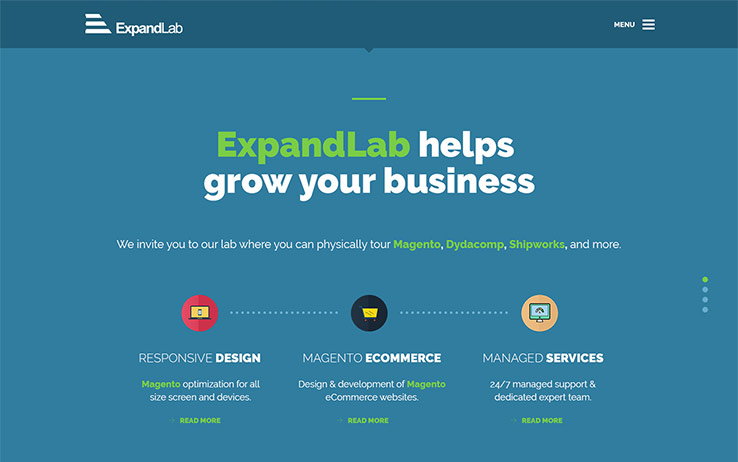 ExpandLab
MENU
ExpandLab helps
grow your business
We invite you to our lab where you can physically tour Magento, Dydacomp, Shipworks, and more.
RESPONSIVE DESIGN
Magento optimization for all
size screen and devices.
READ MORE
MAGENTO ECOMMERCE
Design & development of Magento
eCommerce websites.
READ MORE
MANAGED SERVICES
24/7 managed support &
dedicated expert team.
READ MORE